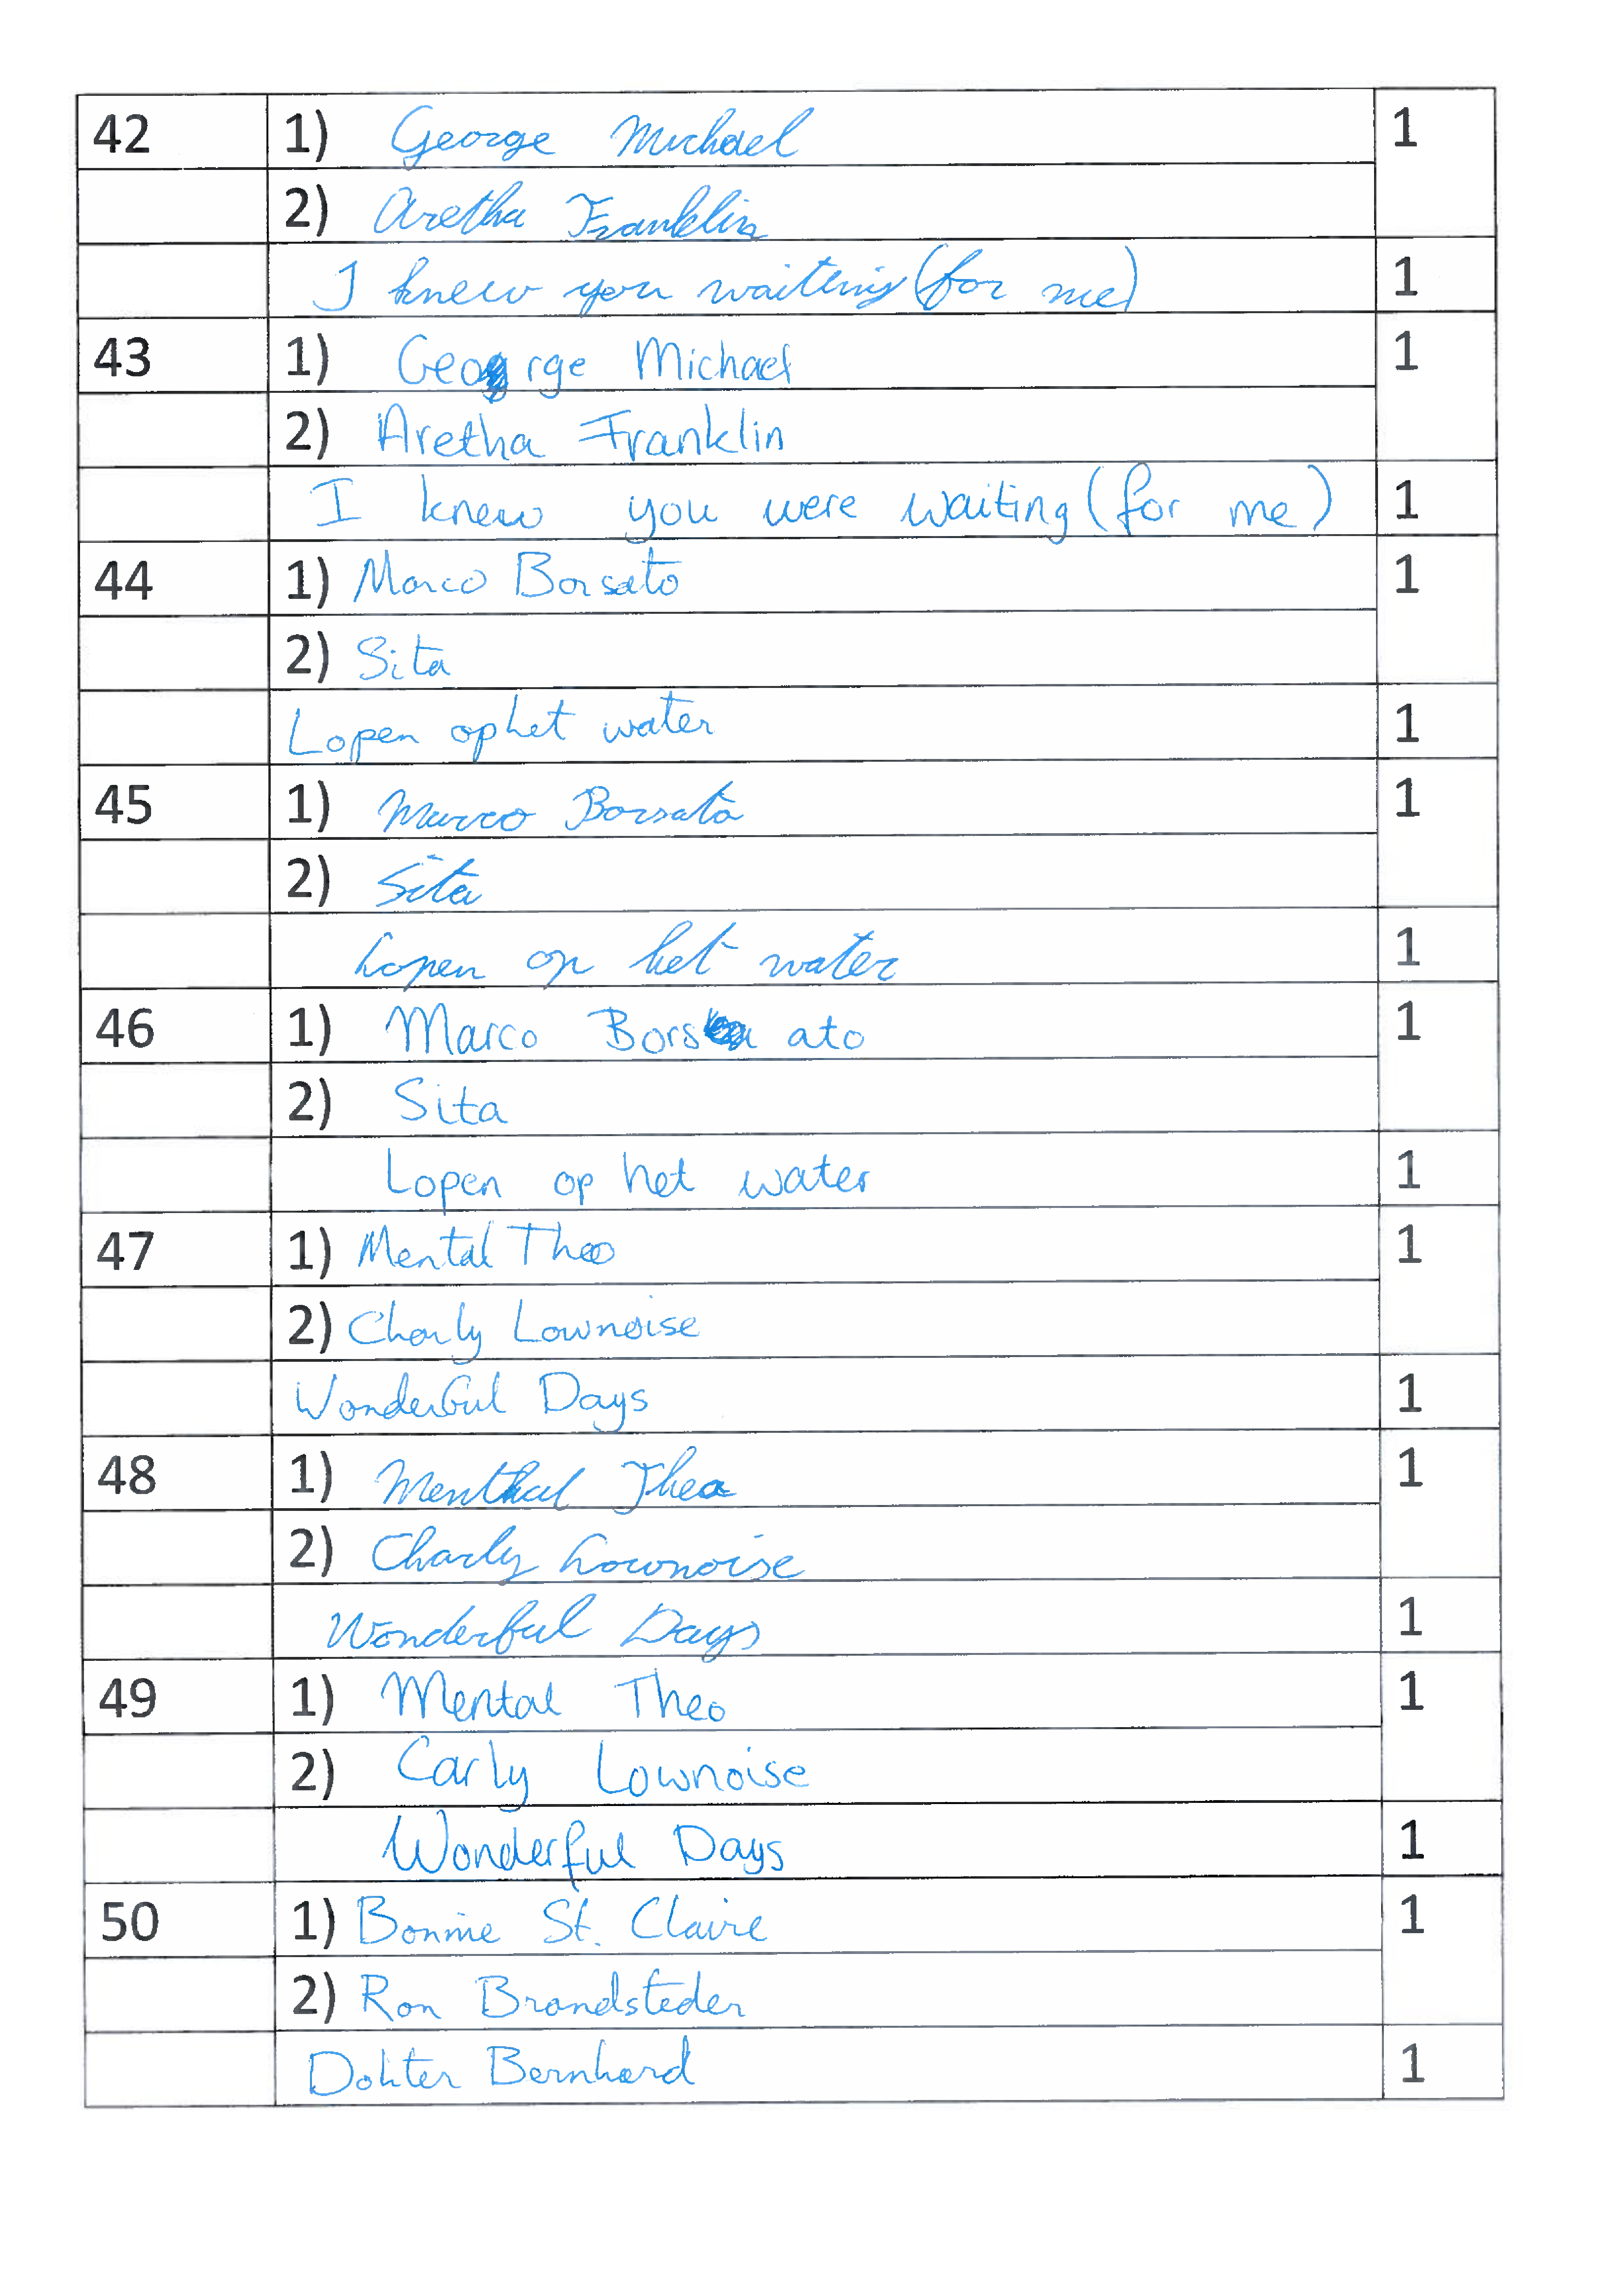 42 1) George Michael 1
2) Aretha Franklin
I knew you waiting (for me) 1
43 1) George Michael 1
2) Aretha Franklin
I knew you were waiting (for me) 1
44 1) Marco Borsato 1
2) Sita
Lopen op het water 1
45 1) Marco Borsato 1
2) Sita
Lopen op het water 1
46 1) Marco Bors ato 1
2) Sita
Lopen op het water 1
47 1) Mental Theo 1
2) Charly Lownoise
Wonderful Days 1
48 1) Menthal Theo 1
2) Charly Lownoise
Wonderful Days 1
49 1) Mental Theo 1
2) Carly Lownoise
Wonderful Days 1
50 1) Bonnie St. Claire 1
2) Ron Brandsteder
Dokter Bernhard 1